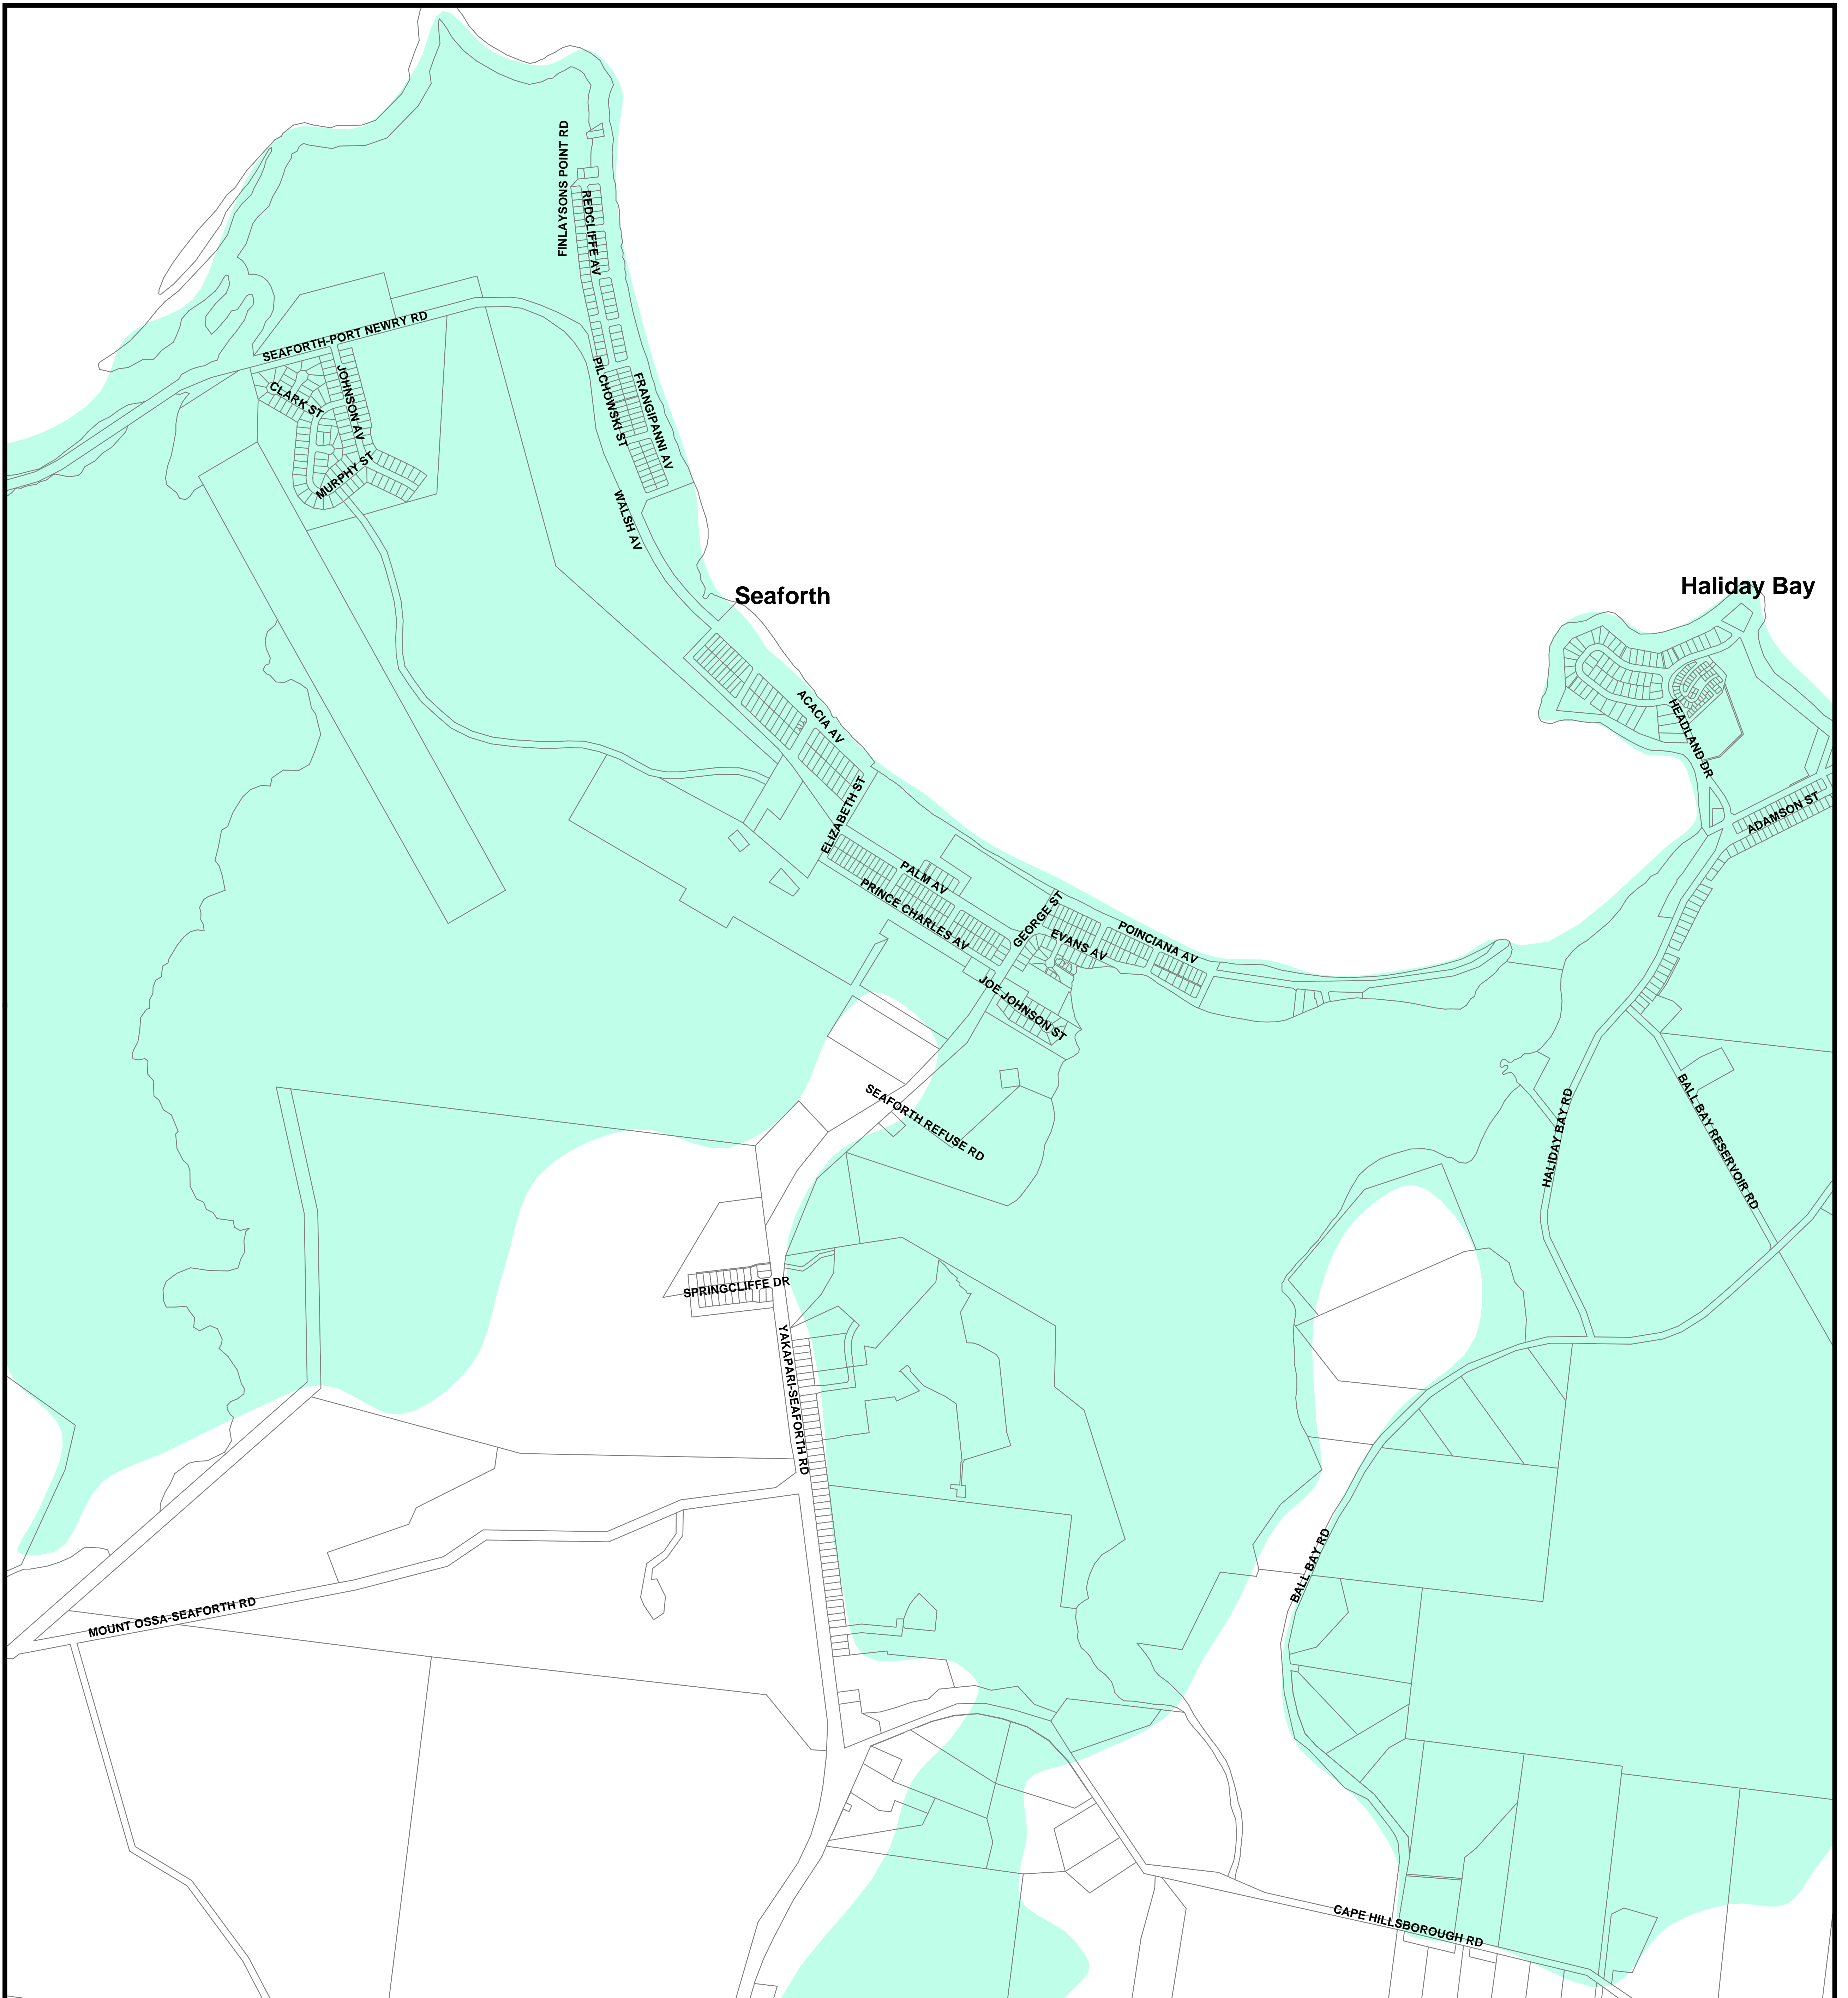 FINLAYSONS POINT RD
REDCLIFFE AV
SEAFORTH-PORT NEWRY RD
CLARK ST
JOHNSON AV
MURPHY ST
PILCHOWSKI ST
FRANGIPANNI AV
WALSH AV
Seaforth
Haliday Bay
ACACIA AV
HEADLAND DR
ADAMSON ST
ELIZABETH ST
PALM AV
PRINCE CHARLES AV
GEORGE ST
EVANS AV
POINCIANA AV
JOE JOHNSON ST
SEAFORTH REFUSE RD
HALIDAY BAY RD
BALL BAY RESERVOIR RD
SPRINGCLIFFE DR
YAKAPARI-SEAFORTH RD
BALL BAY RD
MOUNT OSSA-SEAFORTH RD
CAPE HILLSBOROUGH RD